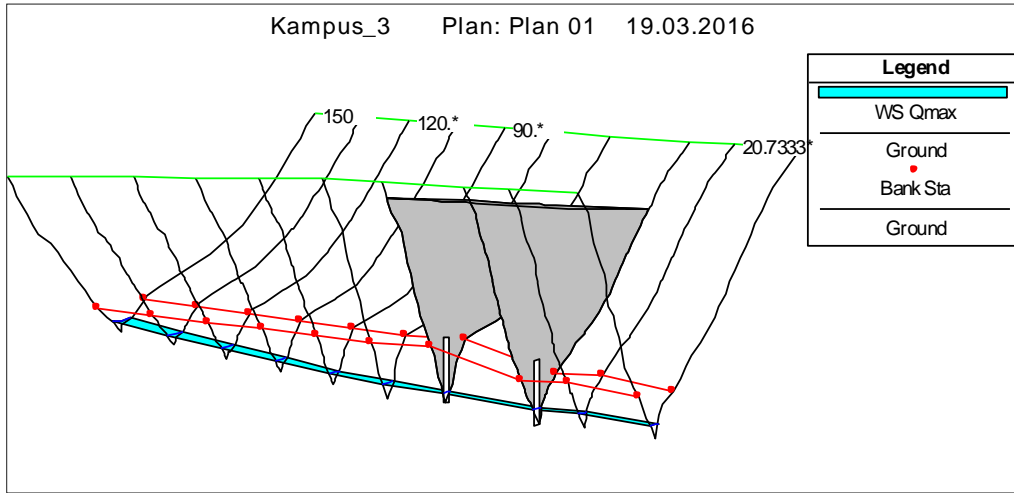 Kampus_3 Plan: Plan 01 19.03.2016
Legend
WS Qmax
Ground
Bank Sta
Ground
150
120.*
90.*
20.7333*